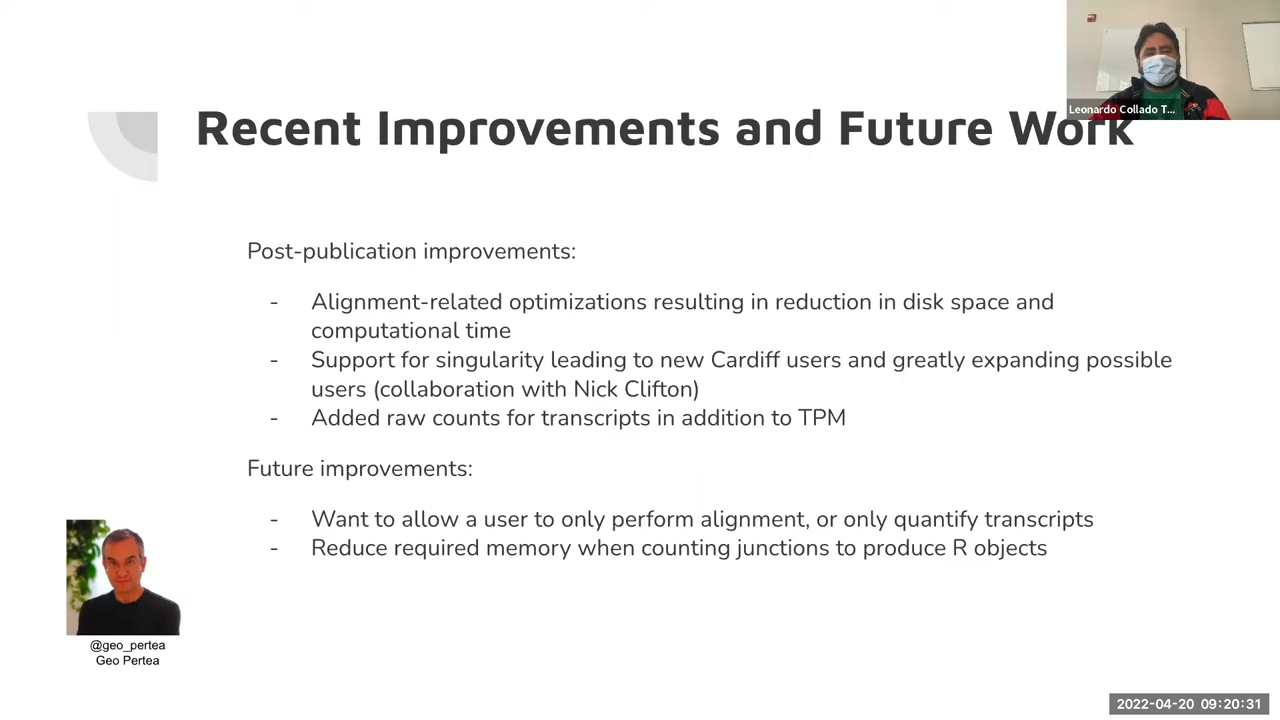 Leonardo Collado T...
Recent Improvements and Future Work
Post-publication improvements:
- Alignment-related optimizations resulting in reduction in disk space and
computational time
- Support for singularity leading to new Cardiff users and greatly expanding possible
users (collaboration with Nick Clifton)
- Added raw counts for transcripts in addition to TPM
Future improvements:
- Want to allow a user to only perform alignment, or only quantify transcripts
- Reduce required memory when counting junctions to produce R objects
@geo_pertea
Geo Pertea
2022-04-20 09:20:31